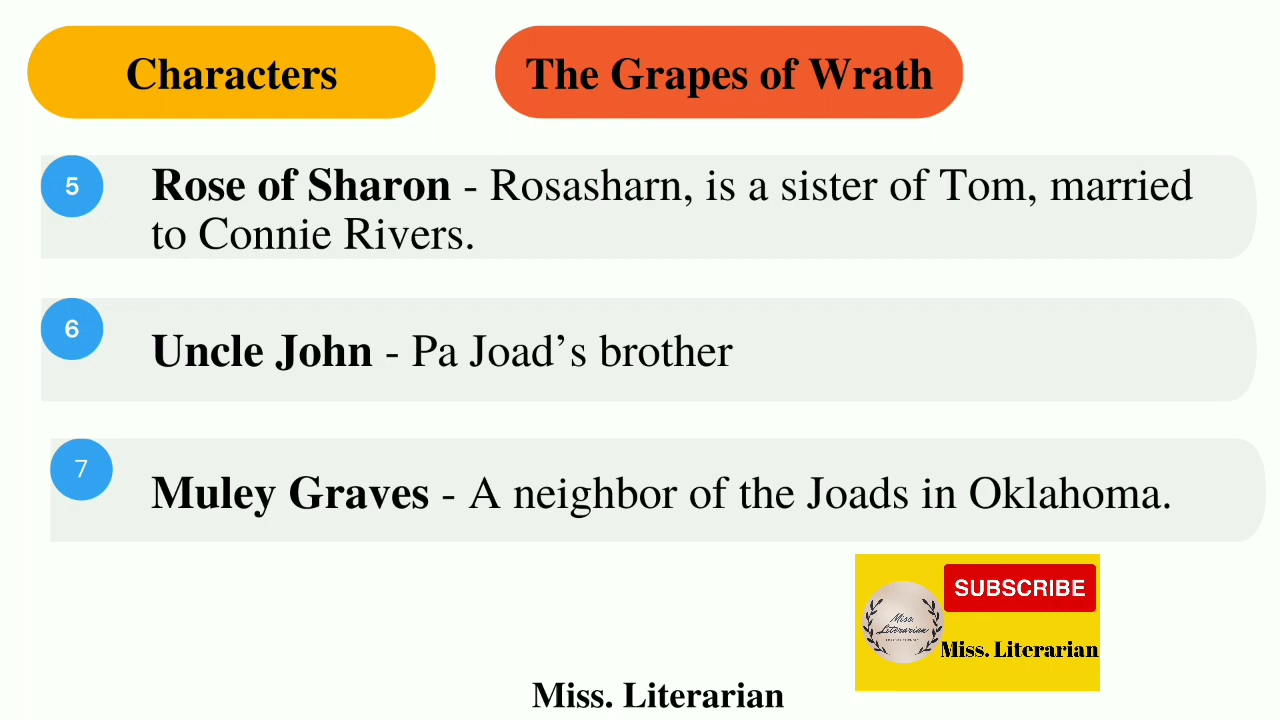 Characters
The Grapes of Wrath
5
Rose of Sharon - Rosasharn, is a sister of Tom, married
to Connie Rivers.
6
Uncle John - Pa Joad’s brother
7
Muley Graves - A neighbor of the Joads in Oklahoma.
SUBSCRIBE
Miss.
Literarian
Miss. Literarian
Miss. Literarian